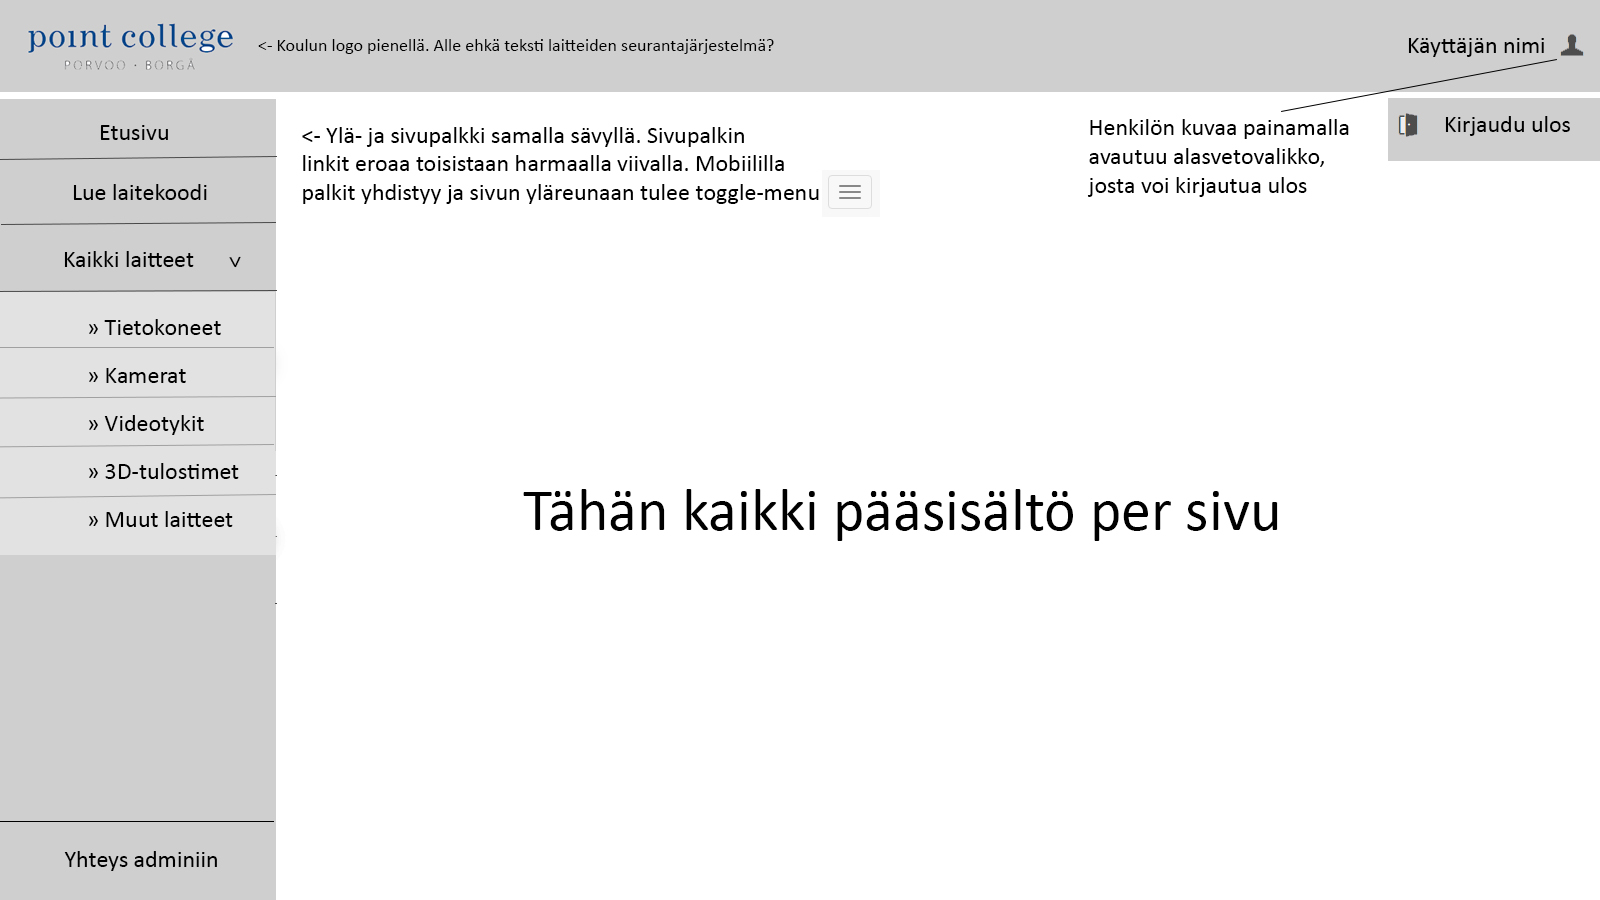 point college
PORVOO · BORGÅ
<- Koulun logo pienellä. Alle ehkä teksti laitteiden seurantajärjestelmä?
Käyttäjän nimi
Kirjaudu ulos
Etusivu
Lue laitekoodi
Kaikki laitteet
» Tietokoneet
» Kamerat
» Videotykit
» 3D-tulostimet
» Muut laitteet
Yhteys adminiin
<- Ylä- ja sivupalkki samalla sävyllä. Sivupalkin
linkit eroaa toisistaan harmaalla viivalla. Mobiililla
palkit yhdistyy ja sivun yläreunaan tulee toggle-menu
Henkilön kuvaa painamalla
avautuu alasvetovalikko,
josta voi kirjautua ulos
Tähän kaikki pääsisältö per sivu